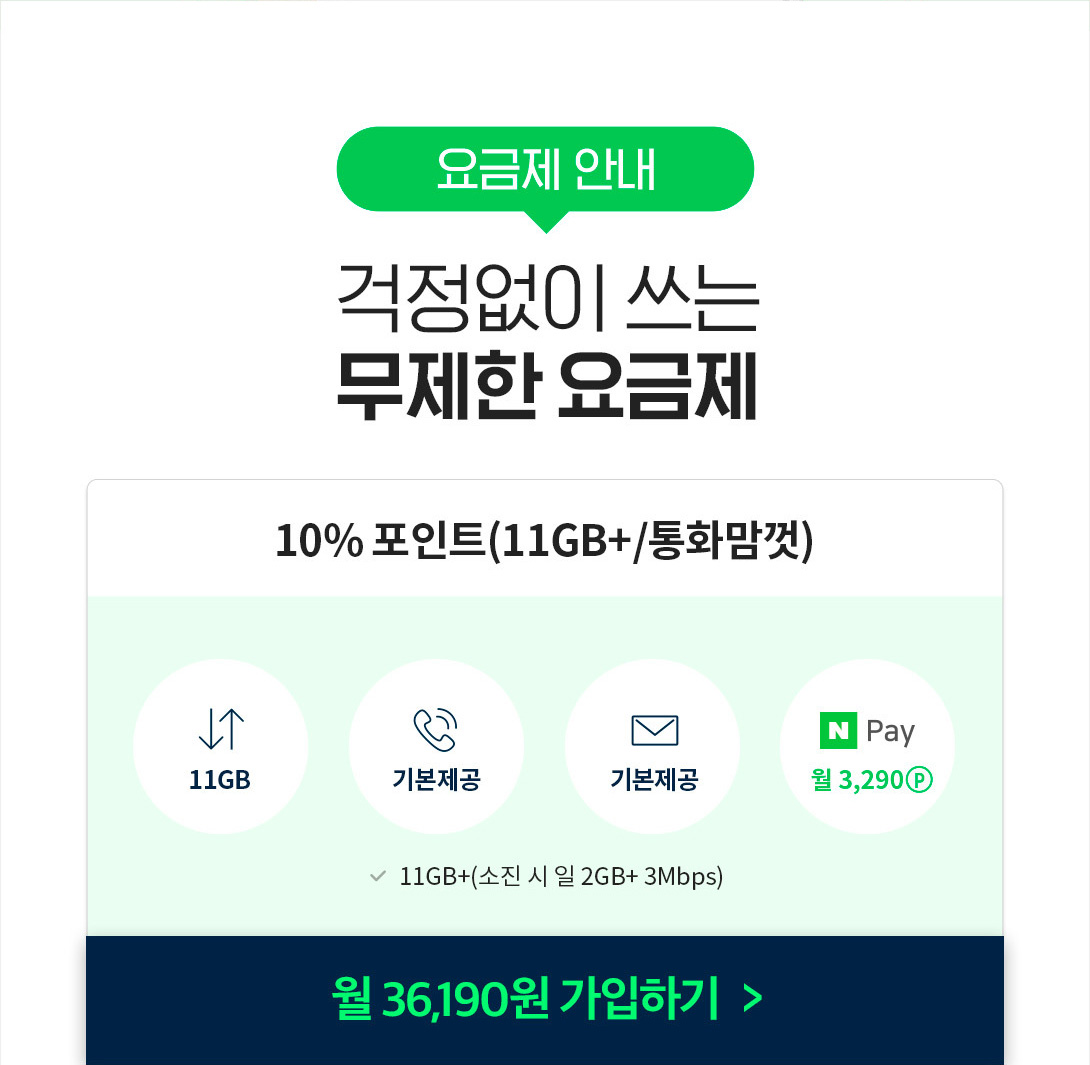 요금제 안내
걱정없이 쓰는
무제한 요금제
10% 포인트(11GB+/통화맘껏)
11GB
기본제공
기본제공
N Pay
월 3,290Ⓟ
11GB+(소진 시 일 2GB+ 3Mbps)
월 36,190원 가입하기 >